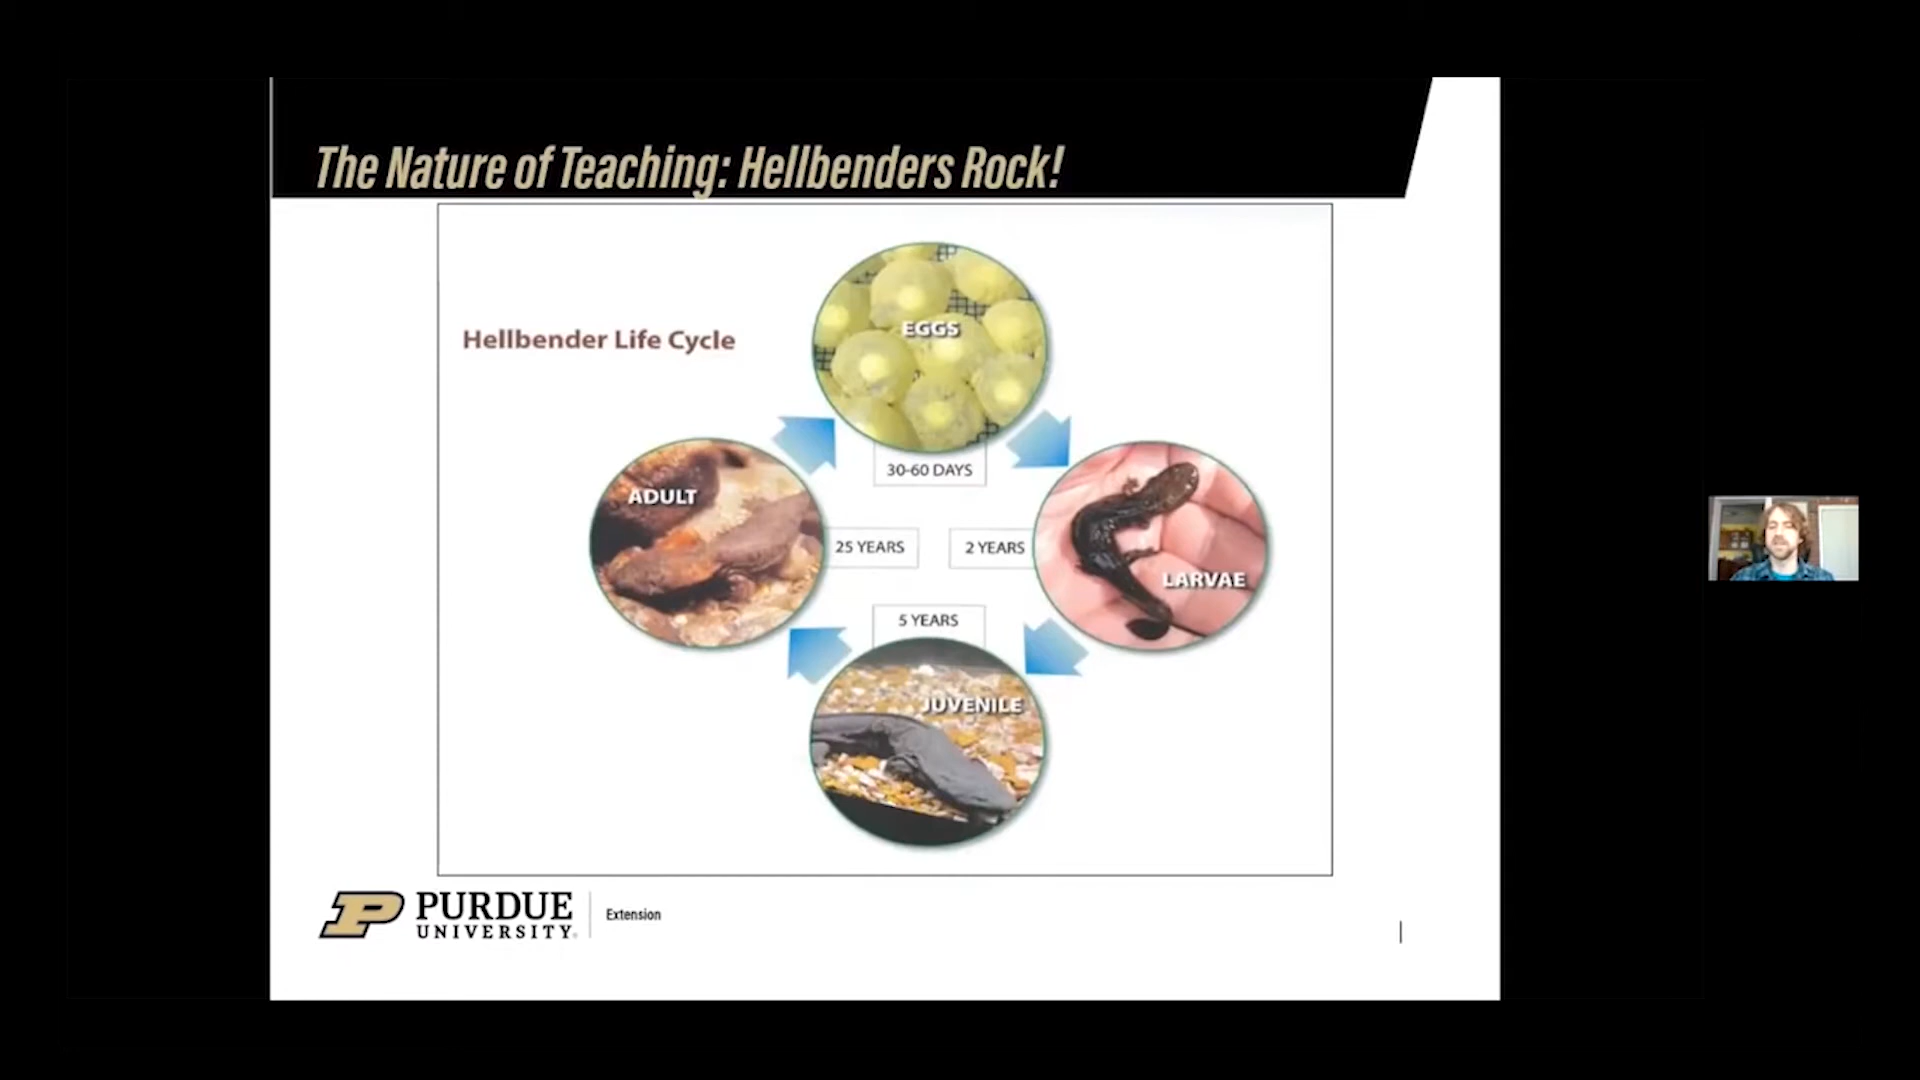 The Nature of Teaching: Hellbenders Rock!
Hellbender Life Cycle
EGGS
30-60 DAYS
ADULT
25 YEARS
2 YEARS
LARVAE
5 YEARS
JUVENILE
PURDUE
UNIVERSITY
Extension